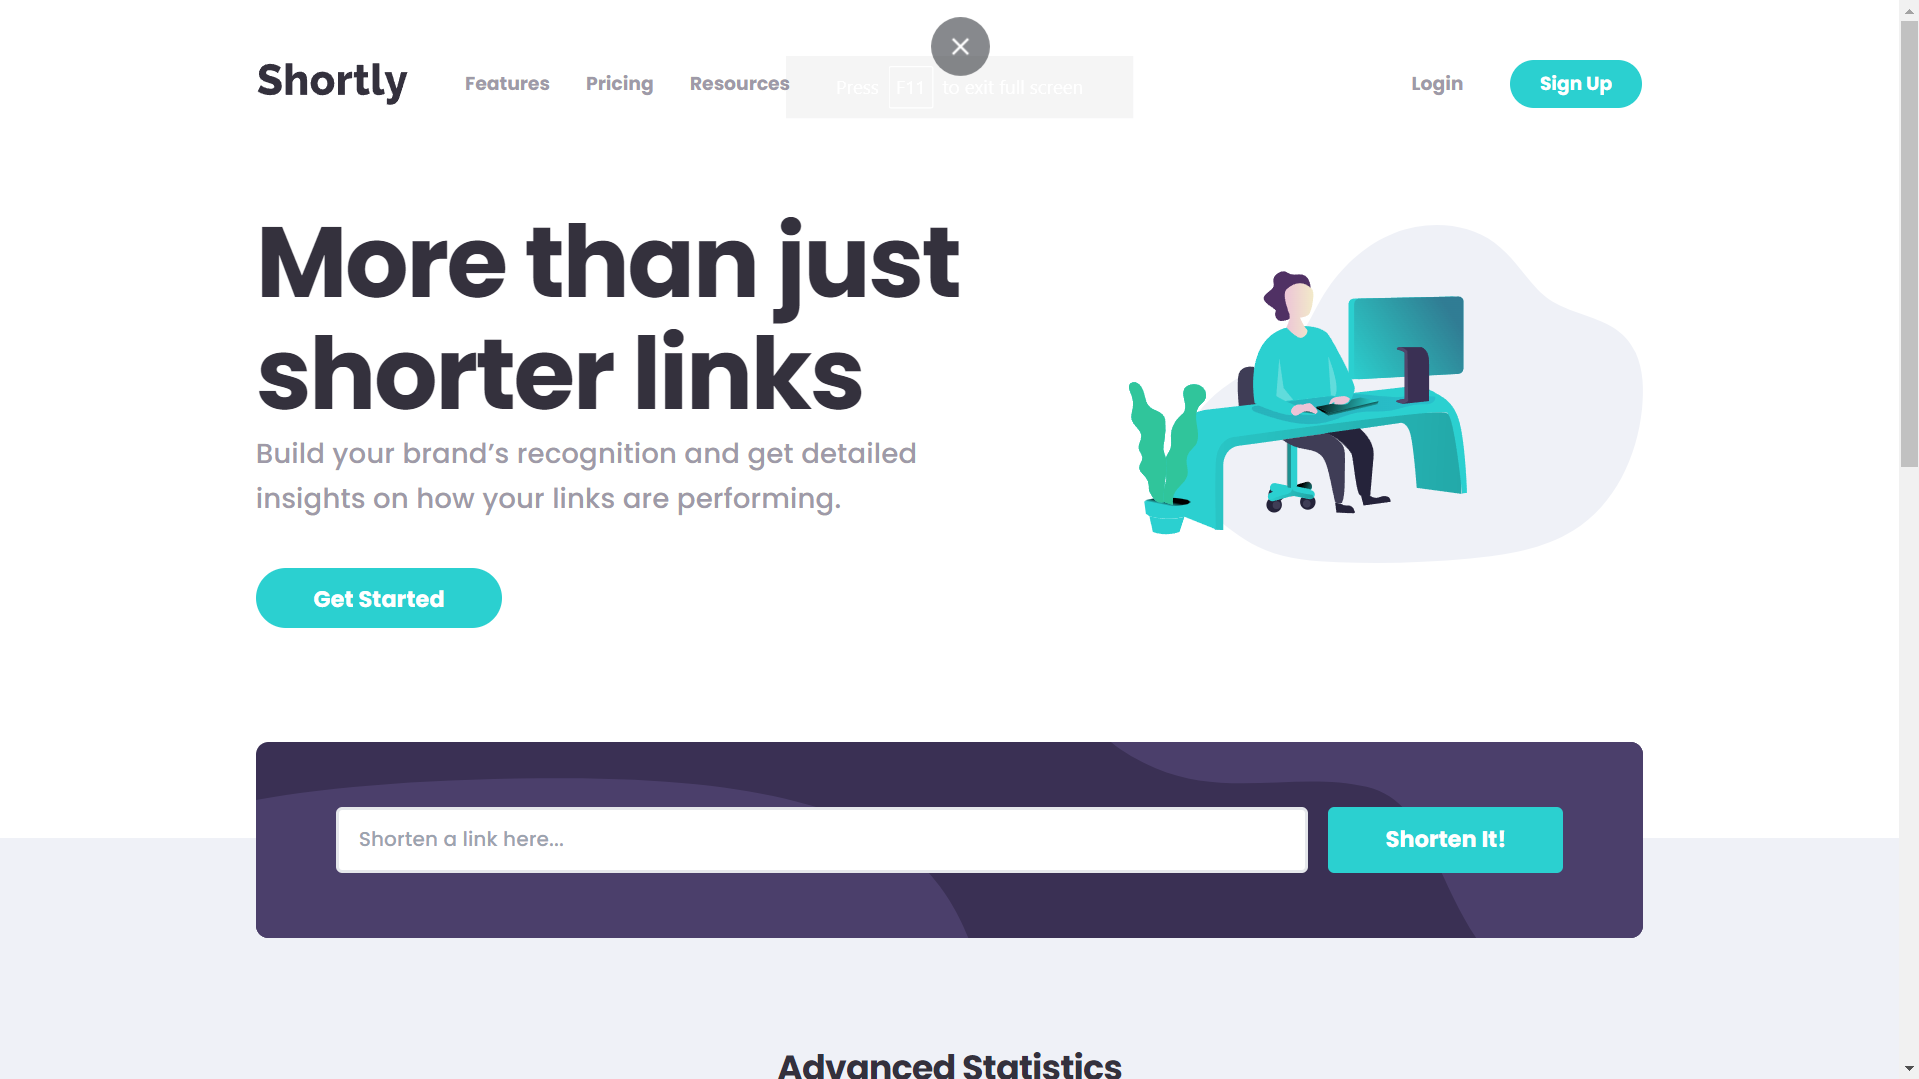 Shortly
Features
Pricing
Resources
Press F11 to exit full screen
Login
Sign Up
More than just
shorter links
Build your brand’s recognition and get detailed
insights on how your links are performing.
Get Started
Shorten a link here...
Shorten It!
Advanced Statistics